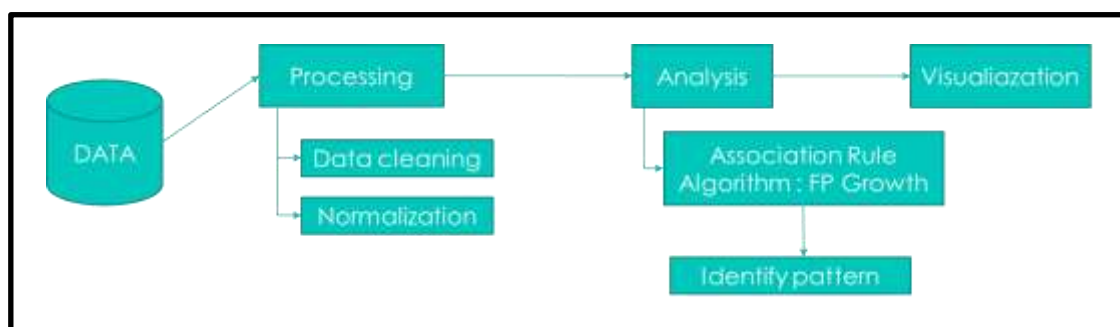 DATA
Processing
Data cleaning
Normalization
Analysis
Association Rule
Algorithm : FP Growth
Identify pattern
Visualiazation